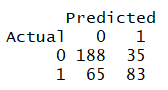 Predicted
Actual 0 1
0 188 35
1 65 83